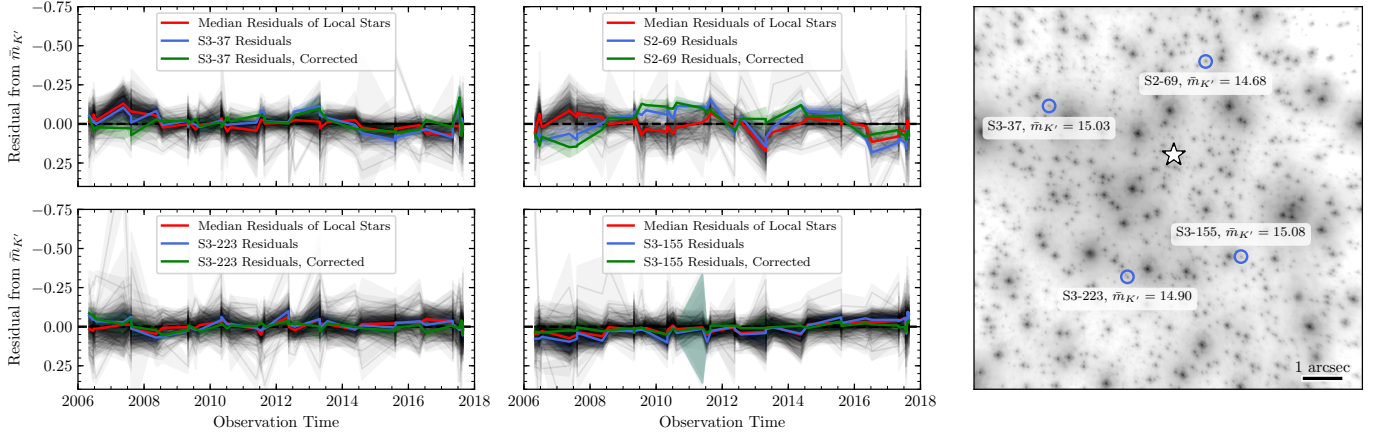 −0.75
−0.50
−0.25
0.00
0.25
Residual from m̄K′
Median Residuals of Local Stars
S3-37 Residuals
S3-37 Residuals, Corrected
Median Residuals of Local Stars
S2-69 Residuals
S2-69 Residuals, Corrected
−0.75
−0.50
−0.25
0.00
0.25
Residual from m̄K′
Median Residuals of Local Stars
S3-223 Residuals
S3-223 Residuals, Corrected
2006 2008 2010 2012 2014 2016 2018
Observation Time
Median Residuals of Local Stars
S3-155 Residuals
S3-155 Residuals, Corrected
2006 2008 2010 2012 2014 2016 2018
Observation Time
S2-69, m̄K′ = 14.68
S3-37, m̄K′ = 15.03
S3-155, m̄K′ = 15.08
S3-223, m̄K′ = 14.90
1 arcsec